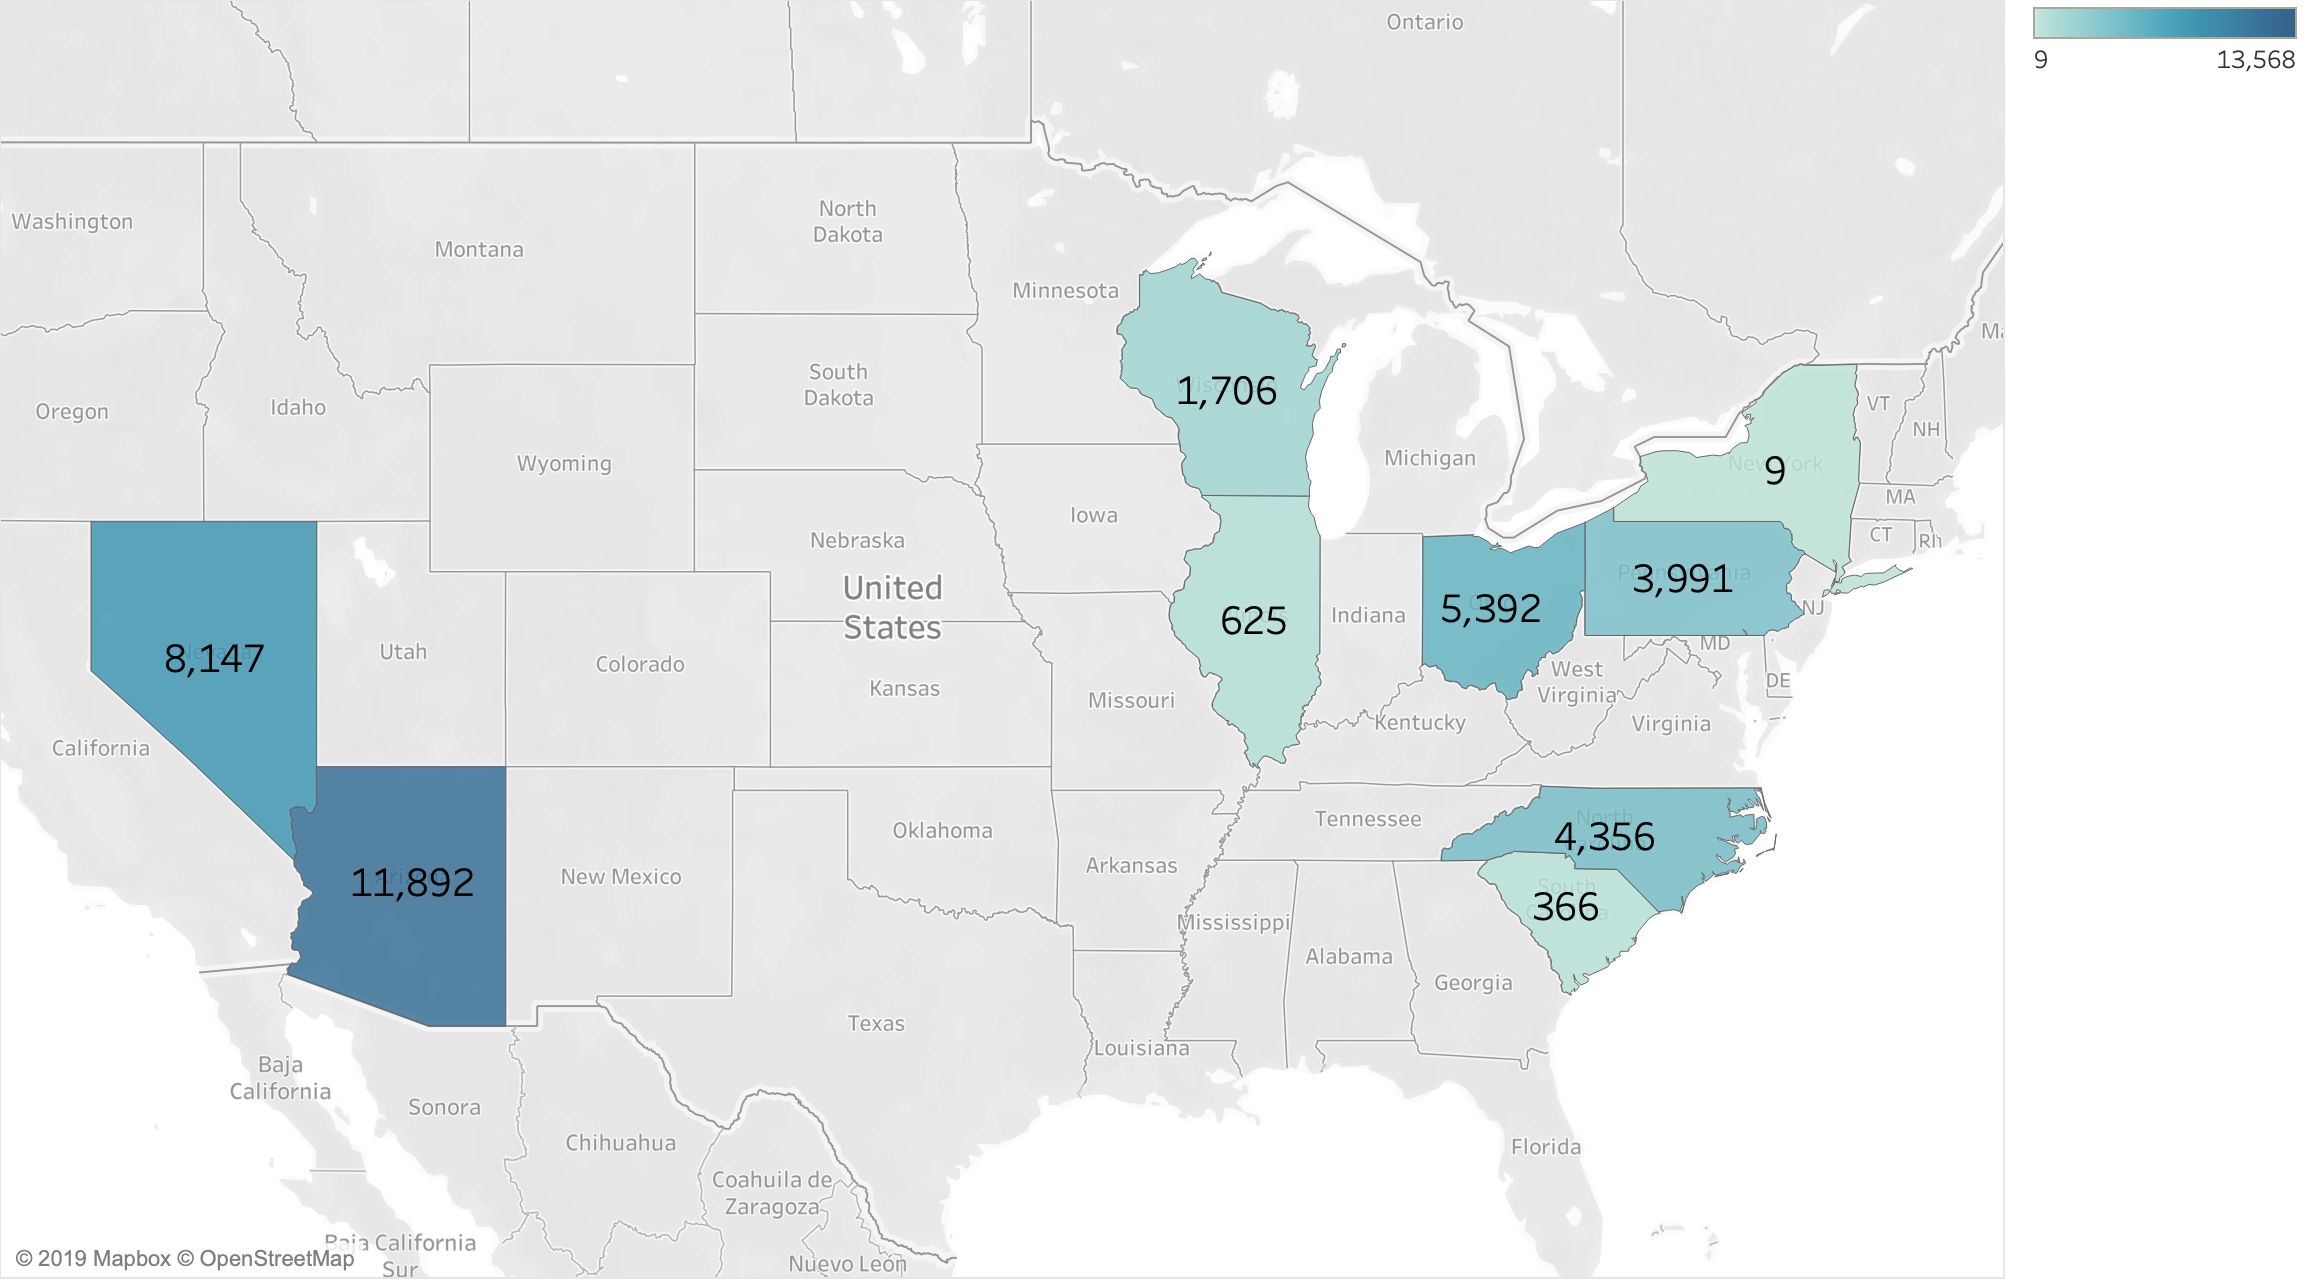 Ontario
9
13,568
Washington
North
Dakota
Montana
Minnesota
South
Dakota
Oregon
Idaho
1,706
VT
NH
Wyoming
Michigan
New York
9
MA
Iowa
CT
RI
Nebraska
United
States
3,991
5,392
Indiana
625
NJ
8,147
Utah
Colorado
MD
West
Virginia
DE
Kansas
Missouri
Kentucky
Virginia
California
Tennessee
North
4,356
Oklahoma
Arkansas
New Mexico
11,892
South
366
Mississippi
Alabama
Georgia
Texas
Louisiana
Baja
California
Sonora
Chihuahua
Florida
Coahuila de
Zaragoza
Baja California
Sur
Nuevo León
© 2019 Mapbox © OpenStreetMap